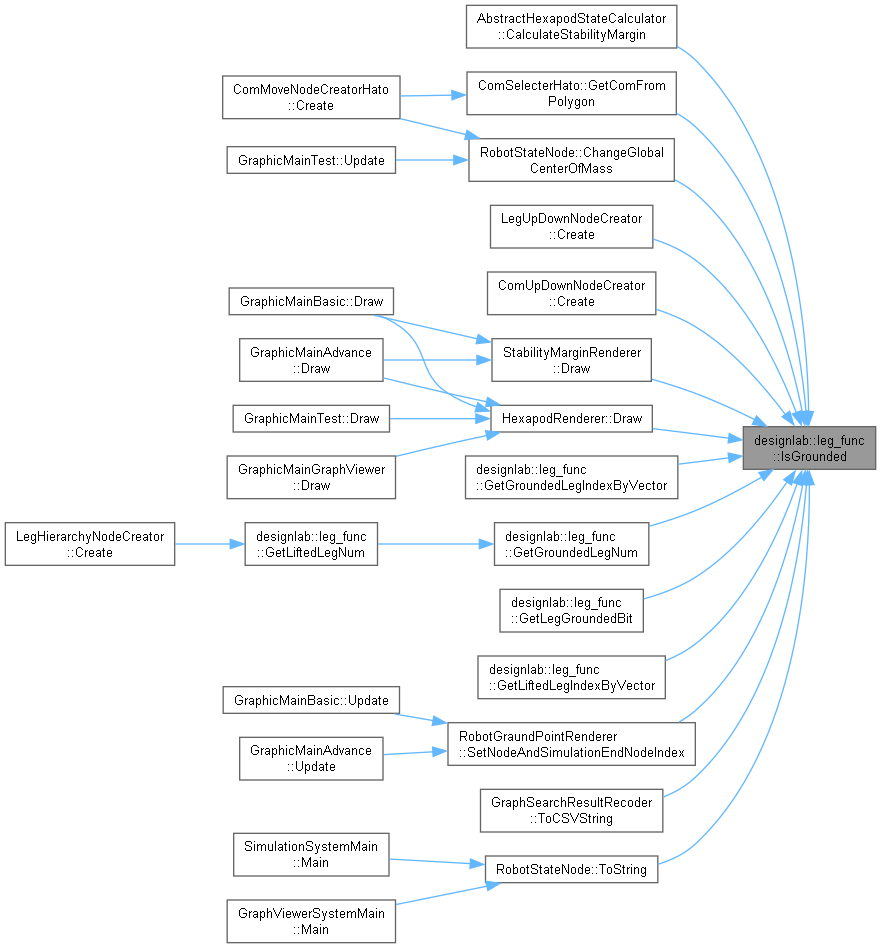 AbstractHexapodStateCalculator
::CalculateStabilityMargin
ComMoveNodeCreatorHato
::Create
ComSelecterHato::GetComFrom
Polygon
GraphicMainTest::Update
RobotStateNode::ChangeGlobal
CenterOfMass
LegUpDownNodeCreator
::Create
ComUpDownNodeCreator
::Create
GraphicMainBasic::Draw
GraphicMainAdvance
::Draw
StabilityMarginRenderer
::Draw
GraphicMainTest::Draw
HexapodRenderer::Draw
designlab::leg_func
::IsGrounded
GraphicMainGraphViewer
::Draw
designlab::leg_func
::GetGroundedLegIndexByVector
LegHierarchyNodeCreator
::Create
designlab::leg_func
::GetLiftedLegNum
designlab::leg_func
::GetGroundedLegNum
designlab::leg_func
::GetLegGroundedBit
designlab::leg_func
::GetLiftedLegIndexByVector
GraphicMainBasic::Update
GraphicMainAdvance
::Update
RobotGraundPointRenderer
::SetNodeAndSimulationEndNodeIndex
GraphSearchResultRecoder
::ToCSVString
SimulationSystemMain
::Main
RobotStateNode::ToString
GraphViewerSystemMain
::Main